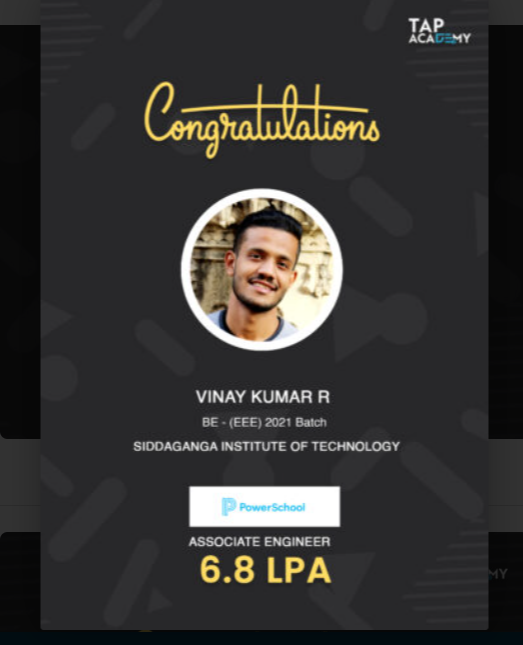 TAP
ACADEMY
Congratulations
VINAY KUMAR R
BE - (EEE) 2021 Batch
SIDDAGANGA INSTITUTE OF TECHNOLOGY
PowerSchool
ASSOCIATE ENGINEER
6.8 LPA
MY